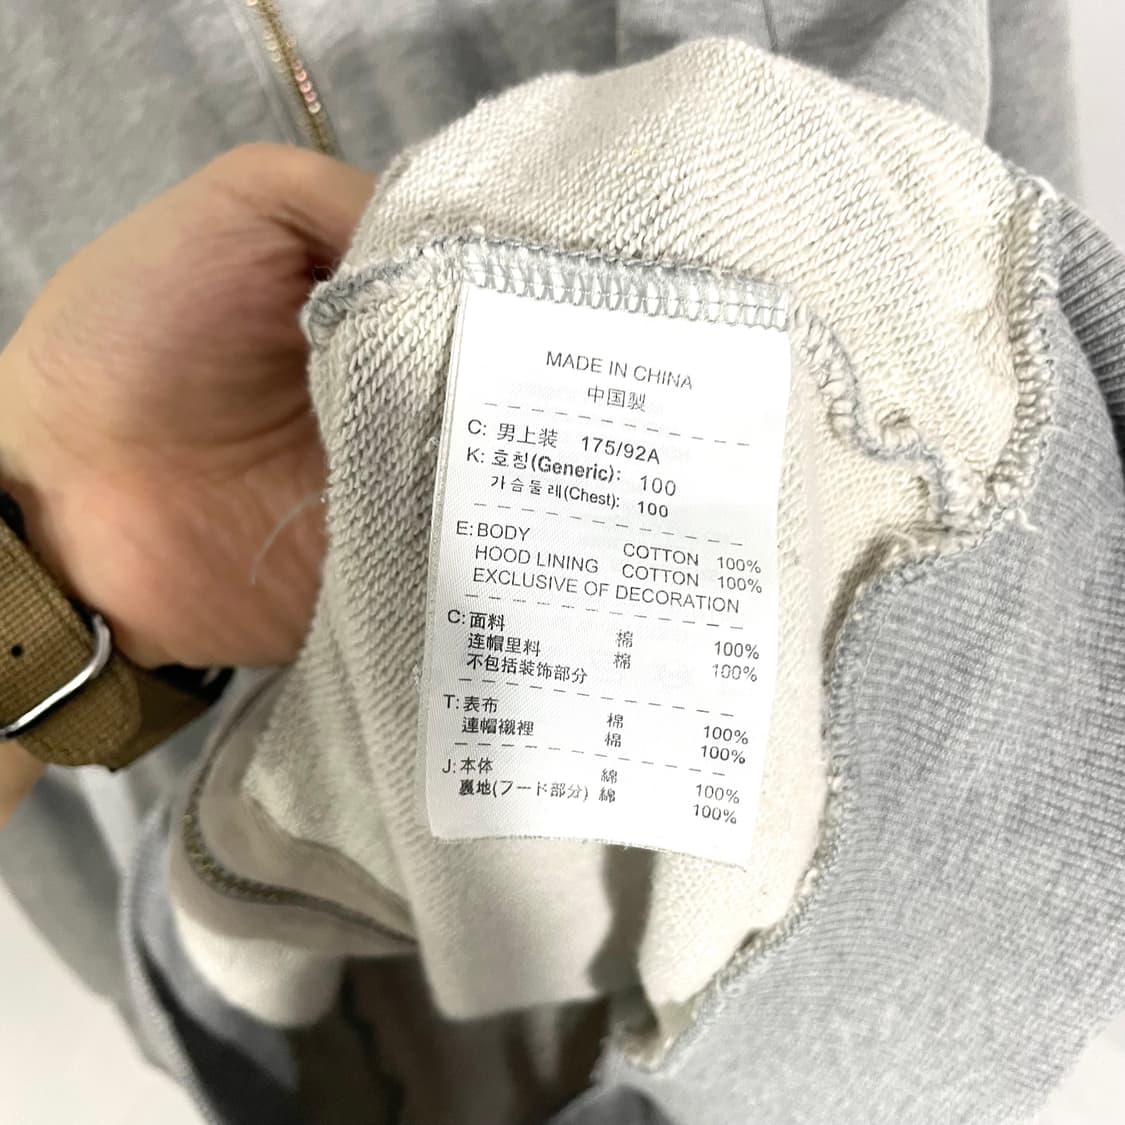 MADE IN CHINA
中国製
C: 男上装 175/92A
K: 호칭(Generic): 100
가슴둘레(Chest): 100
E: BODY COTTON 100%
HOOD LINING COTTON 100%
EXCLUSIVE OF DECORATION
C: 面料 棉 100%
连帽里料 棉 100%
不包括装饰部分
T: 表布 棉 100%
連帽襯裡 棉 100%
J: 本体 綿 100%
裏地(フード部分) 綿 100%